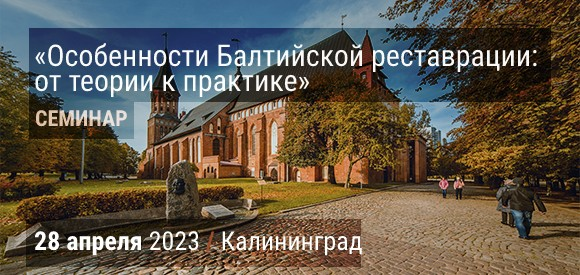 «Особенности Балтийской реставрации:
от теории к практике»
СЕМИНАР
28 апреля 2023 / Калининград